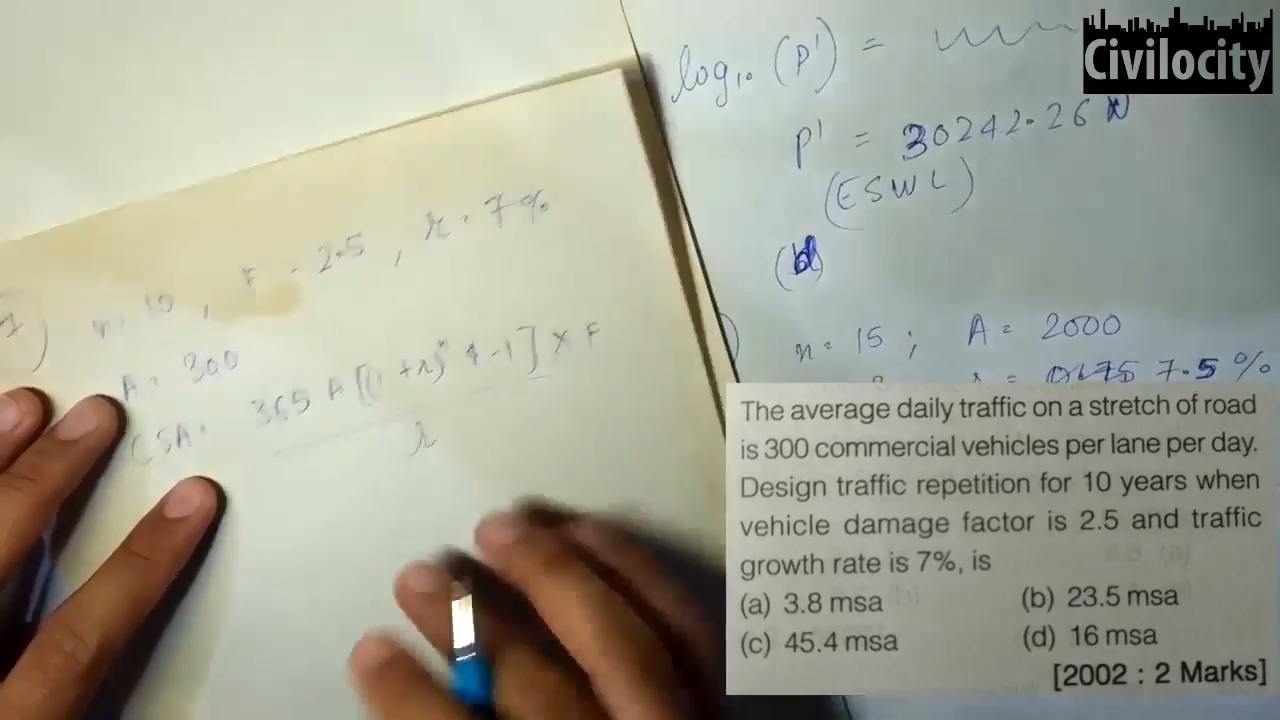 Civilocity
log₁₀ (P') =
P' = 30242.26 N
(ESWL)
(d)
n = 15 ; A = 2000
7.5 %
7) n = 10 , F = 2.5 , r = 7%
A = 300
CSA = 365 A [(1 + r)ⁿ - 1] x F
r
The average daily traffic on a stretch of road
is 300 commercial vehicles per lane per day.
Design traffic repetition for 10 years when
vehicle damage factor is 2.5 and traffic
growth rate is 7%, is
(a) 3.8 msa (b) 23.5 msa
(c) 45.4 msa (d) 16 msa
[2002 : 2 Marks]